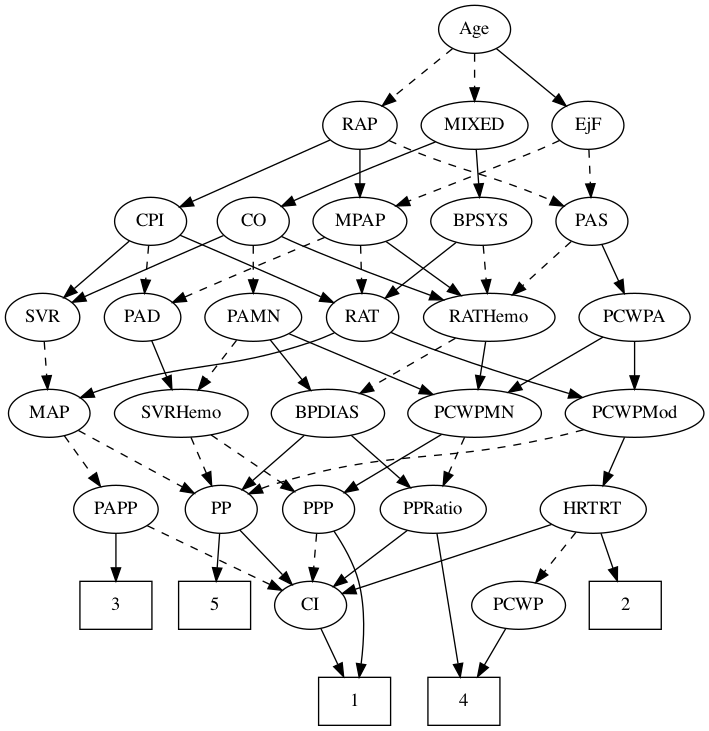 Age
RAP MIXED EjF
CPI CO MPAP BPSYS PAS
SVR PAD PAMN RAT RATHemo PCWPA
MAP SVRHemo BPDIAS PCWPMN PCWPMod
PAPP PP PPP PPRatio HRTRT
3 5 CI PCWP 2
1 4